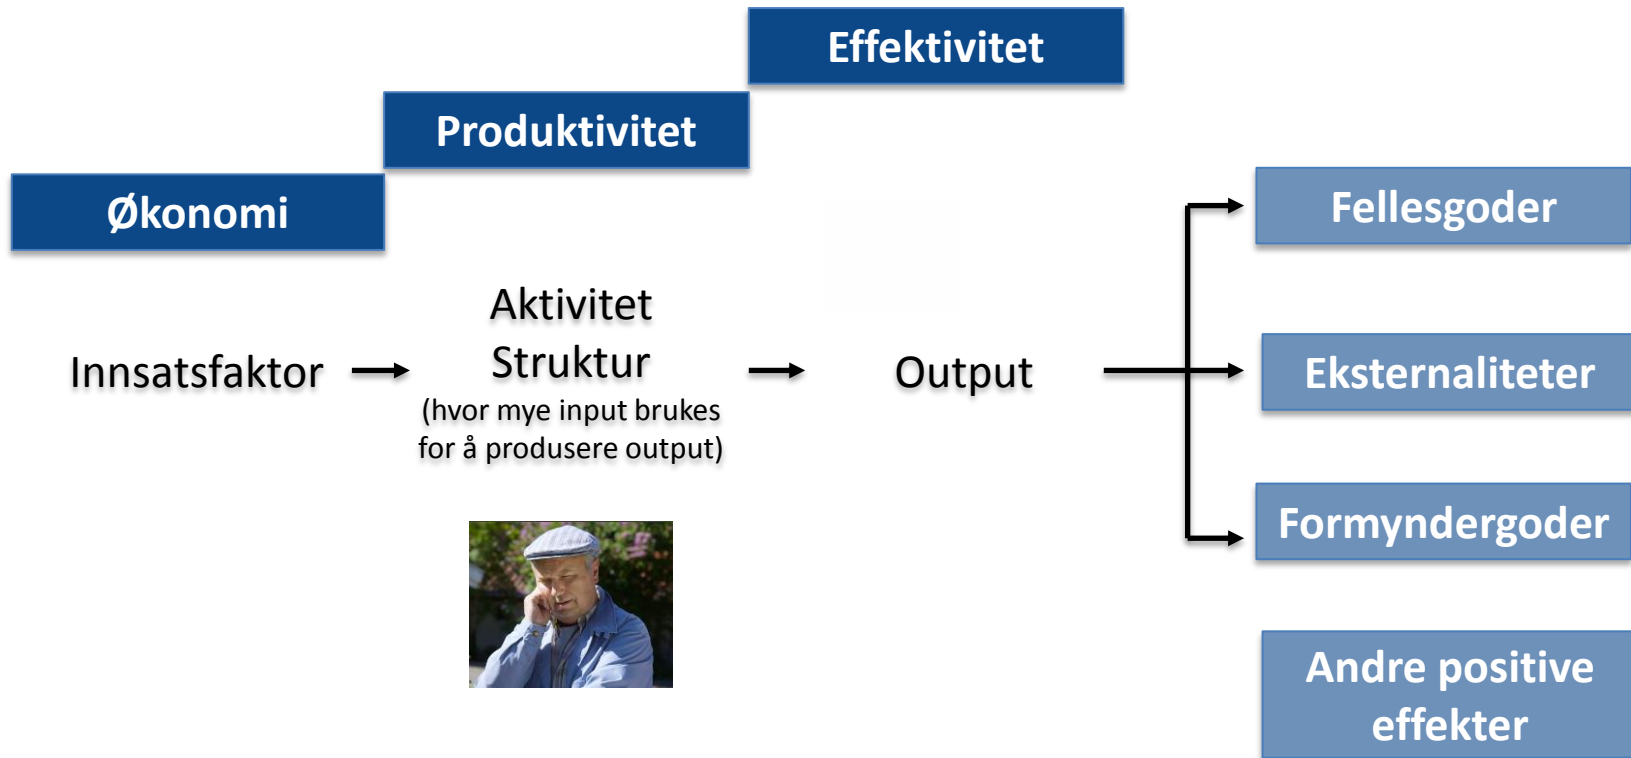 Effektivitet
Produktivitet
Økonomi
Innsatsfaktor
Aktivitet
Struktur
(hvor mye input brukes
for å produsere output)
Output
Fellesgoder
Eksternaliteter
Formyndergoder
Andre positive
effekter